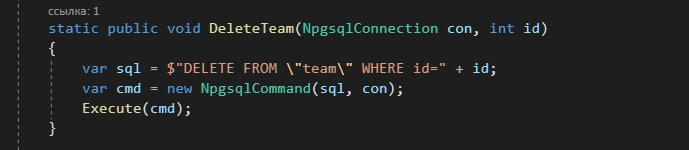 ссылка: 1
static public void DeleteTeam(NpgsqlConnection con, int id)
{
var sql = $"DELETE FROM \"team\" WHERE id=" + id;
var cmd = new NpgsqlCommand(sql, con);
Execute(cmd);
}